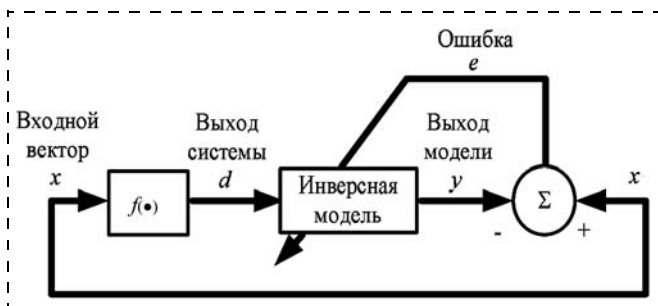 Ошибка
e
Входной
вектор
x
f(•)
Выход
системы
d
Инверсная
модель
Выход
модели
y
Σ
-
+
x